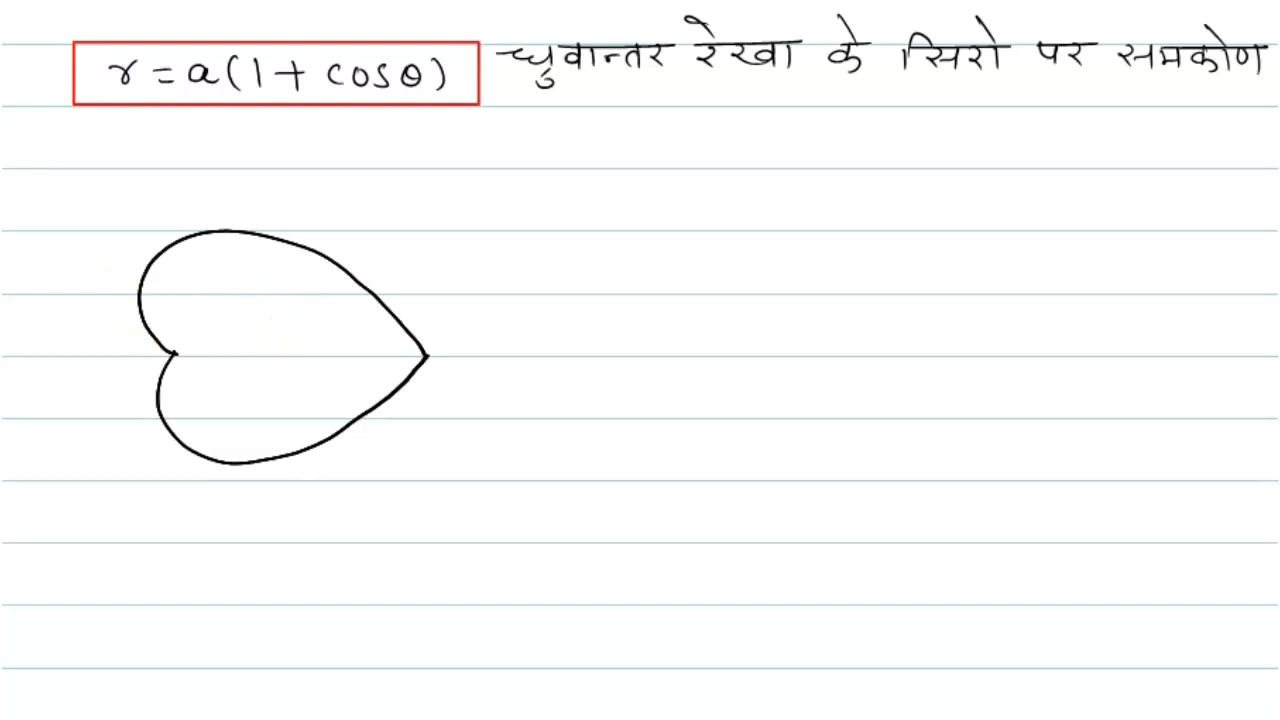 r = a(1 + cosθ) ध्रुवान्तर रेखा के सिरो पर समकोण